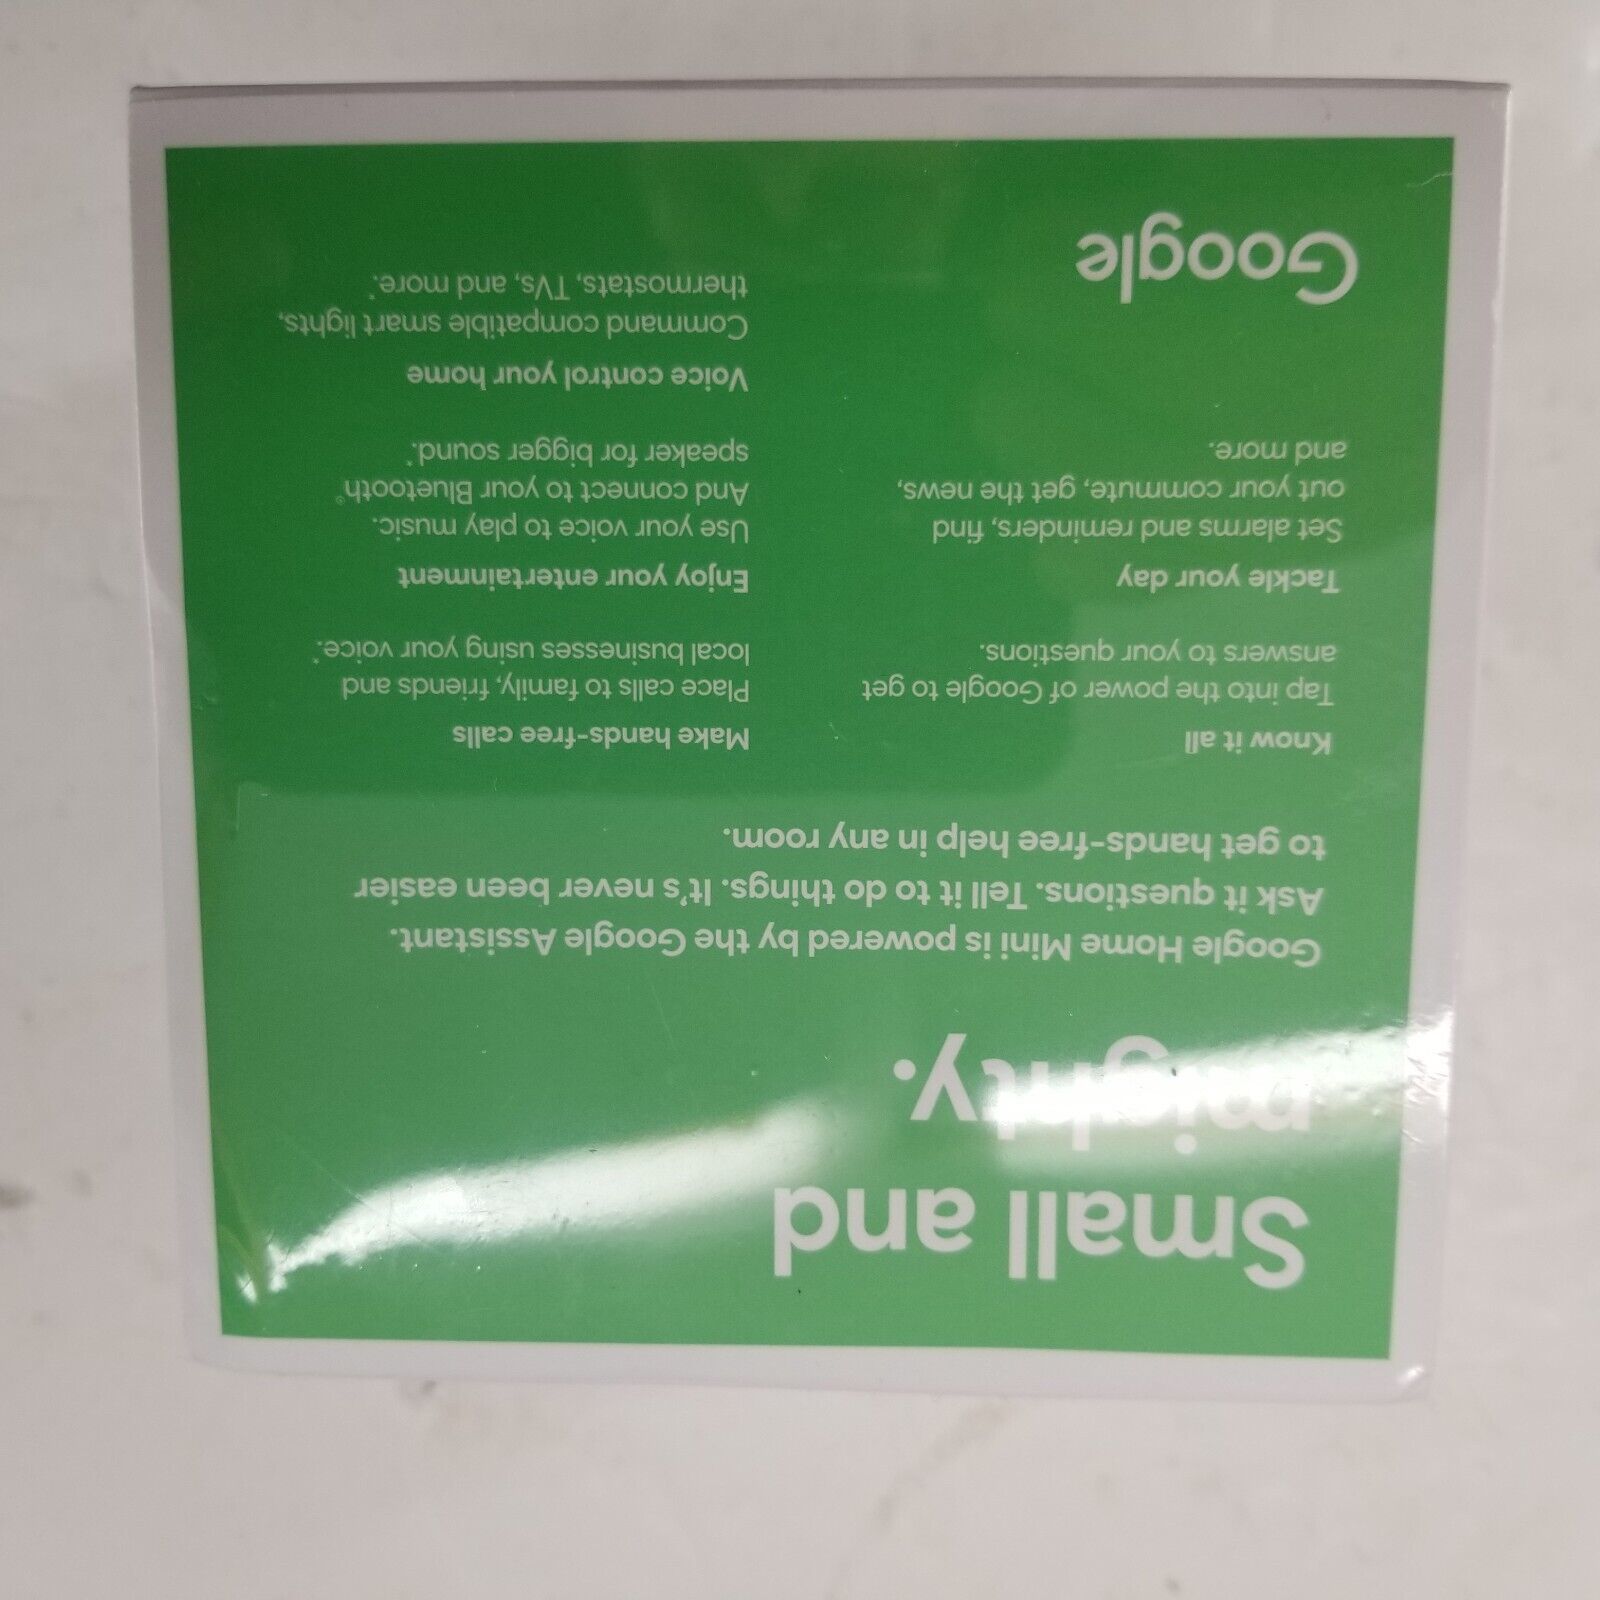 Small and
mighty.
Google Home Mini is powered by the Google Assistant.
Ask it questions. Tell it to do things. It's never been easier
to get hands-free help in any room.
Know it all
Tap into the power of Google to get
answers to your questions.
Tackle your day
Set alarms and reminders, find
out your commute, get the news,
and more.
Make hands-free calls
Place calls to family, friends and
local businesses using your voice.*
Enjoy your entertainment
Use your voice to play music.
And connect to your Bluetooth®
speaker for bigger sound.*
Voice control your home
Command compatible smart lights,
thermostats, TVs, and more.*
Google